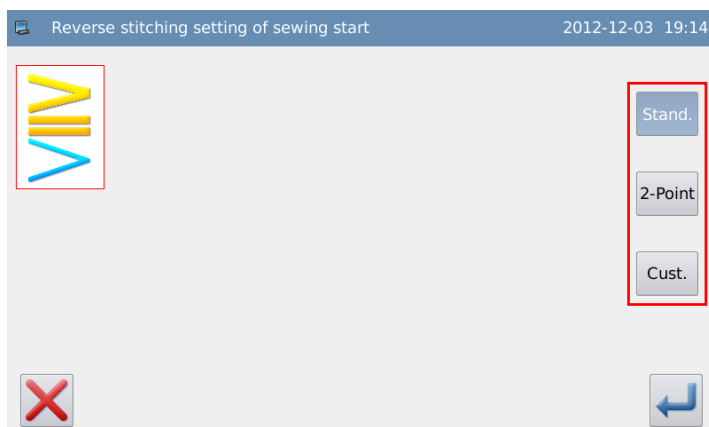 Reverse stitching setting of sewing start 2012-12-03 19:14
Stand.
2-Point
Cust.